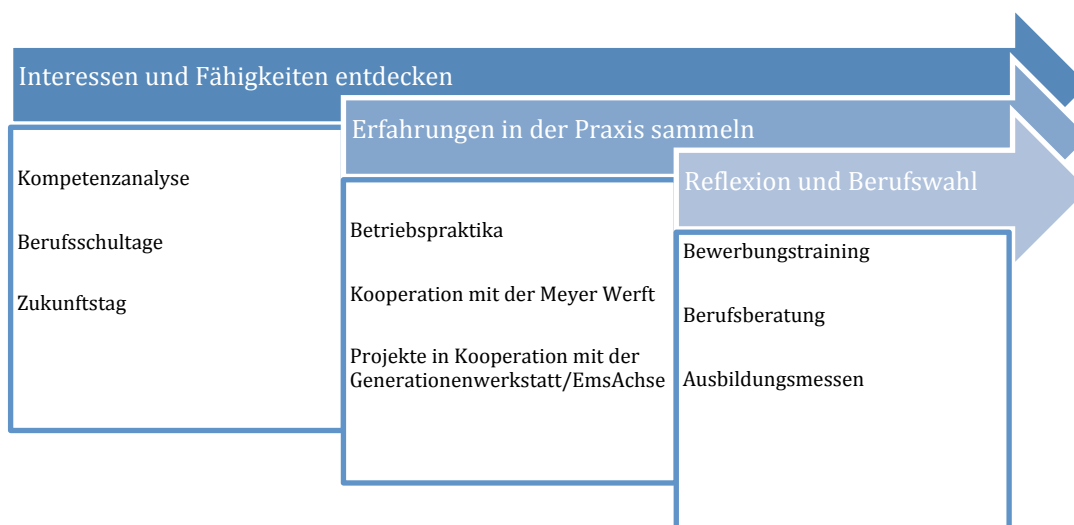 Interessen und Fähigkeiten entdecken
Kompetenzanalyse
Berufsschultage
Zukunftstag
Erfahrungen in der Praxis sammeln
Betriebspraktika
Kooperation mit der Meyer Werft
Projekte in Kooperation mit der
Generationenwerkstatt/EmsAchse
Reflexion und Berufswahl
Bewerbungstraining
Berufsberatung
Ausbildungsmessen